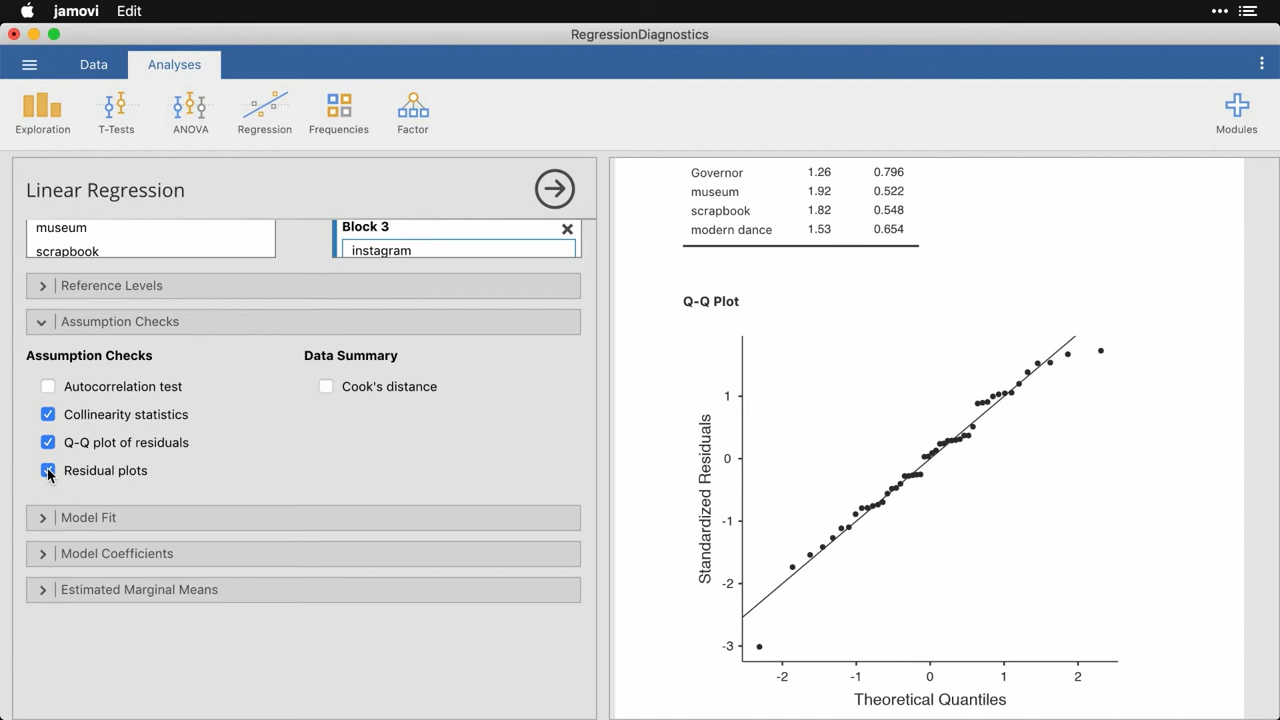 jamovi Edit
RegressionDiagnostics
Data Analyses
Exploration T-Tests ANOVA Regression Frequencies Factor Modules
Linear Regression
museum
scrapbook
Block 3
instagram
Reference Levels
Assumption Checks
Assumption Checks Data Summary
Autocorrelation test Cook's distance
Collinearity statistics
Q-Q plot of residuals
Residual plots
Model Fit
Model Coefficients
Estimated Marginal Means
Governor 1.26 0.796
museum 1.92 0.522
scrapbook 1.82 0.548
modern dance 1.53 0.654
Q-Q Plot
Standardized Residuals
1
0
-1
-2
-3
-2 -1 0 1 2
Theoretical Quantiles